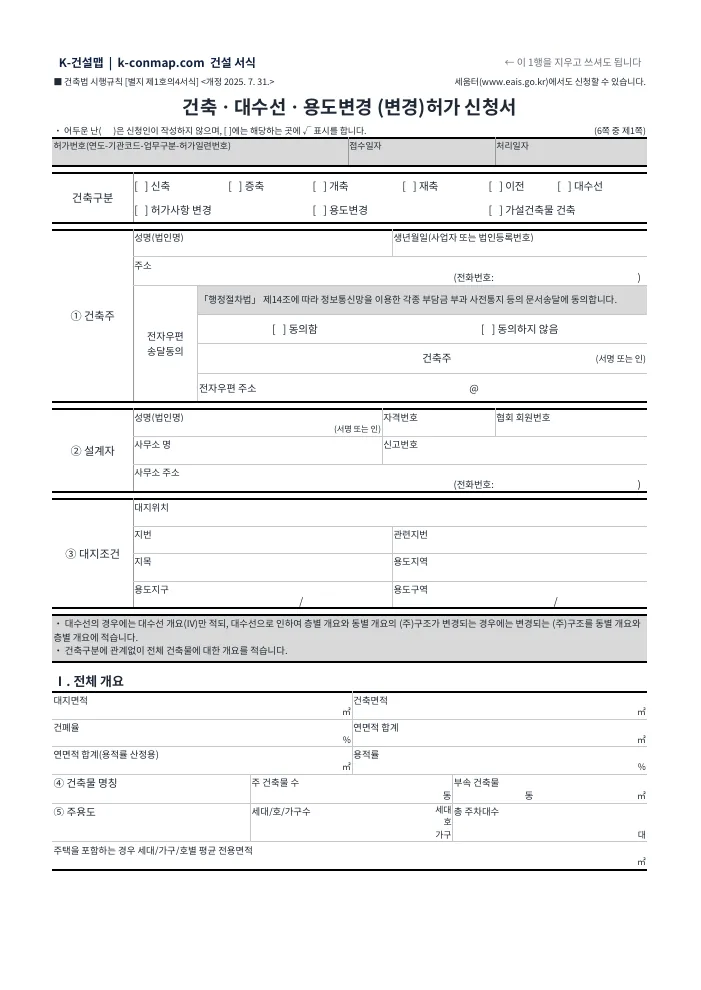 K-건설맵 | k-conmap.com 건설 서식
← 이 1행을 지우고 쓰셔도 됩니다
■ 건축법 시행규칙 [별지 제1호의4서식] <개정 2025. 7. 31.>
세움터(www.eais.go.kr)에서도 신청할 수 있습니다.
건축ㆍ대수선ㆍ용도변경 (변경)허가 신청서
ㆍ 어두운 난( )은 신청인이 작성하지 않으며, [ ]에는 해당하는 곳에 √ 표시를 합니다.
(6쪽 중 제1쪽)
허가번호(연도-기관코드-업무구분-허가일련번호)
접수일자
처리일자
건축구분
[ ] 신축 [ ] 증축 [ ] 개축 [ ] 재축 [ ] 이전 [ ] 대수선
[ ] 허가사항 변경 [ ] 용도변경 [ ] 가설건축물 건축
① 건축주
성명(법인명)
생년월일(사업자 또는 법인등록번호)
주소
(전화번호: )
전자우편
송달동의
「행정절차법」 제14조에 따라 정보통신망을 이용한 각종 부담금 부과 사전통지 등의 문서송달에 동의합니다.
[ ] 동의함 [ ] 동의하지 않음
건축주 (서명 또는 인)
전자우편 주소 @
② 설계자
성명(법인명)
(서명 또는 인)
자격번호
협회 회원번호
사무소 명
신고번호
사무소 주소
(전화번호: )
③ 대지조건
대지위치
지번
관련지번
지목
용도지역
용도지구
/
용도구역
/
ㆍ 대수선의 경우에는 대수선 개요(Ⅳ)만 적되, 대수선으로 인하여 층별 개요와 동별 개요의 (주)구조가 변경되는 경우에는 변경되는 (주)구조를 동별 개요와
층별 개요에 적습니다.
ㆍ 건축구분에 관계없이 전체 건축물에 대한 개요를 적습니다.
Ⅰ. 전체 개요
대지면적
㎡
건축면적
㎡
건폐율
%
연면적 합계
㎡
연면적 합계(용적률 산정용)
㎡
용적률
%
④ 건축물 명칭
주 건축물 수
동
부속 건축물
동 ㎡
⑤ 주용도
세대/호/가구수
세대
호
가구
총 주차대수
대
주택을 포함하는 경우 세대/가구/호별 평균 전용면적
㎡